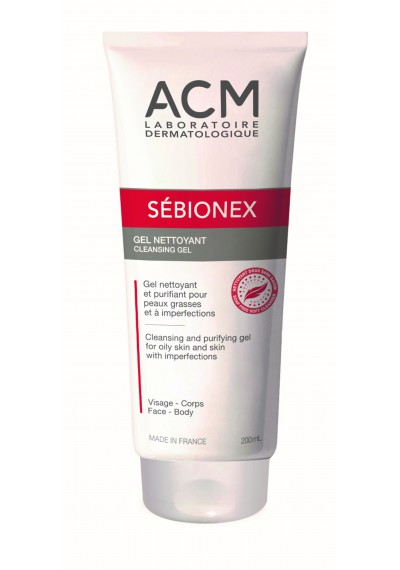 ACM
LABORATOIRE
DERMATOLOGIQUE
SÉBIONEX
GEL NETTOYANT
CLEANSING GEL
Gel nettoyant
et purifiant pour
peaux grasses
et à imperfections
Cleansing and purifying gel
for oily skin and skin
with imperfections
Visage - Corps
Face - Body
MADE IN FRANCE
200mL